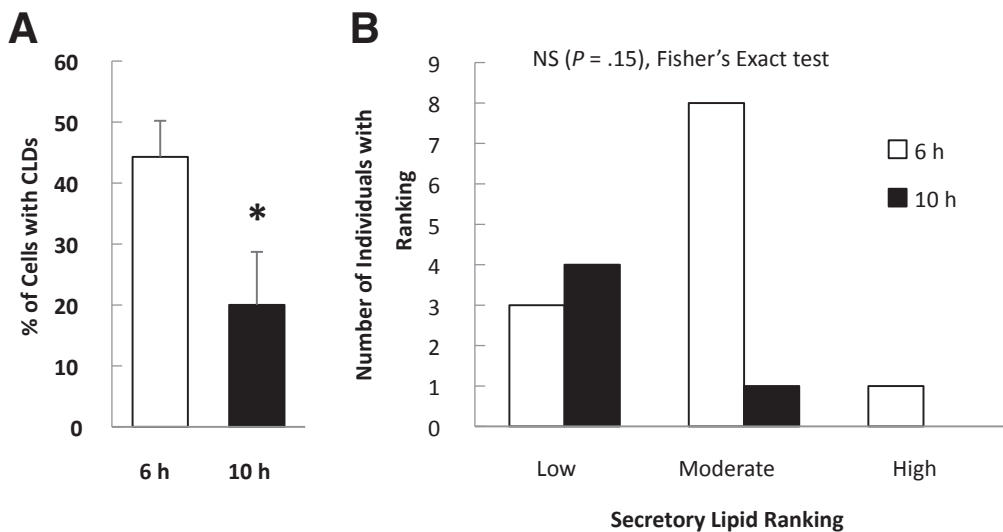 A
60
50
40
30
20
10
0
% of Cells with CLDs
*
6 h
10 h
B
NS (P = .15), Fisher's Exact test
9
8
7
6
5
4
3
2
1
0
Number of Individuals with
Ranking
6 h
10 h
Low
Moderate
High
Secretory Lipid Ranking